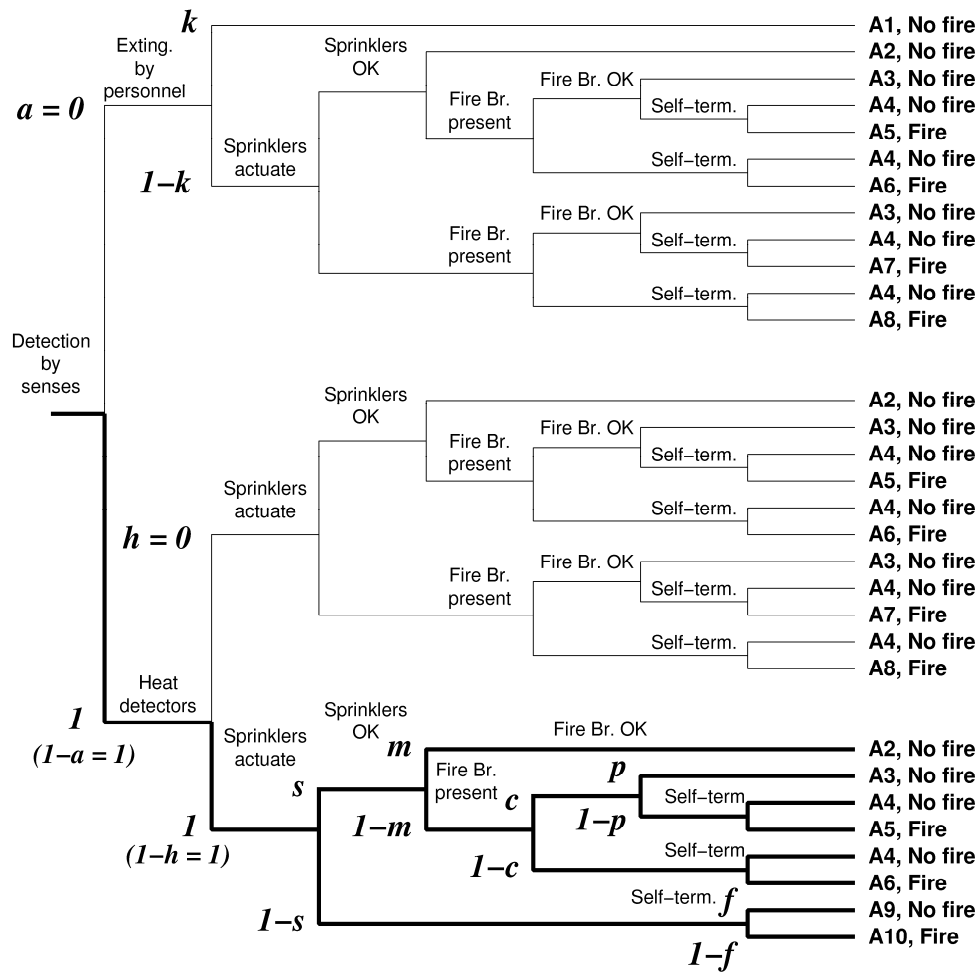 k
A1, No fire
Exting.
by
personnel
Sprinklers
OK
A2, No fire
Fire Br. OK
A3, No fire
a = 0
Fire Br.
present
Self–term.
A4, No fire
A5, Fire
Sprinklers
actuate
Self–term.
A4, No fire
1–k
A6, Fire
Fire Br. OK
A3, No fire
Fire Br.
present
Self–term.
A4, No fire
A7, Fire
Self–term.
A4, No fire
A8, Fire
Detection
by
senses
Sprinklers
OK
A2, No fire
Fire Br. OK
A3, No fire
Fire Br.
present
Self–term.
A4, No fire
A5, Fire
Sprinklers
actuate
Self–term.
A4, No fire
h = 0
A6, Fire
Fire Br. OK
A3, No fire
Fire Br.
present
Self–term.
A4, No fire
A7, Fire
Self–term.
A4, No fire
A8, Fire
Heat
detectors
1
(1–a = 1)
Sprinklers
OK
Sprinklers
actuate
m
Fire Br. OK
A2, No fire
s
Fire Br.
present
c
p
A3, No fire
Self–term
A4, No fire
1
(1–h = 1)
1–m
1–p
A5, Fire
1–c
Self–term
A4, No fire
A6, Fire
1–s
Self–term.
f
A9, No fire
1–f
A10, Fire